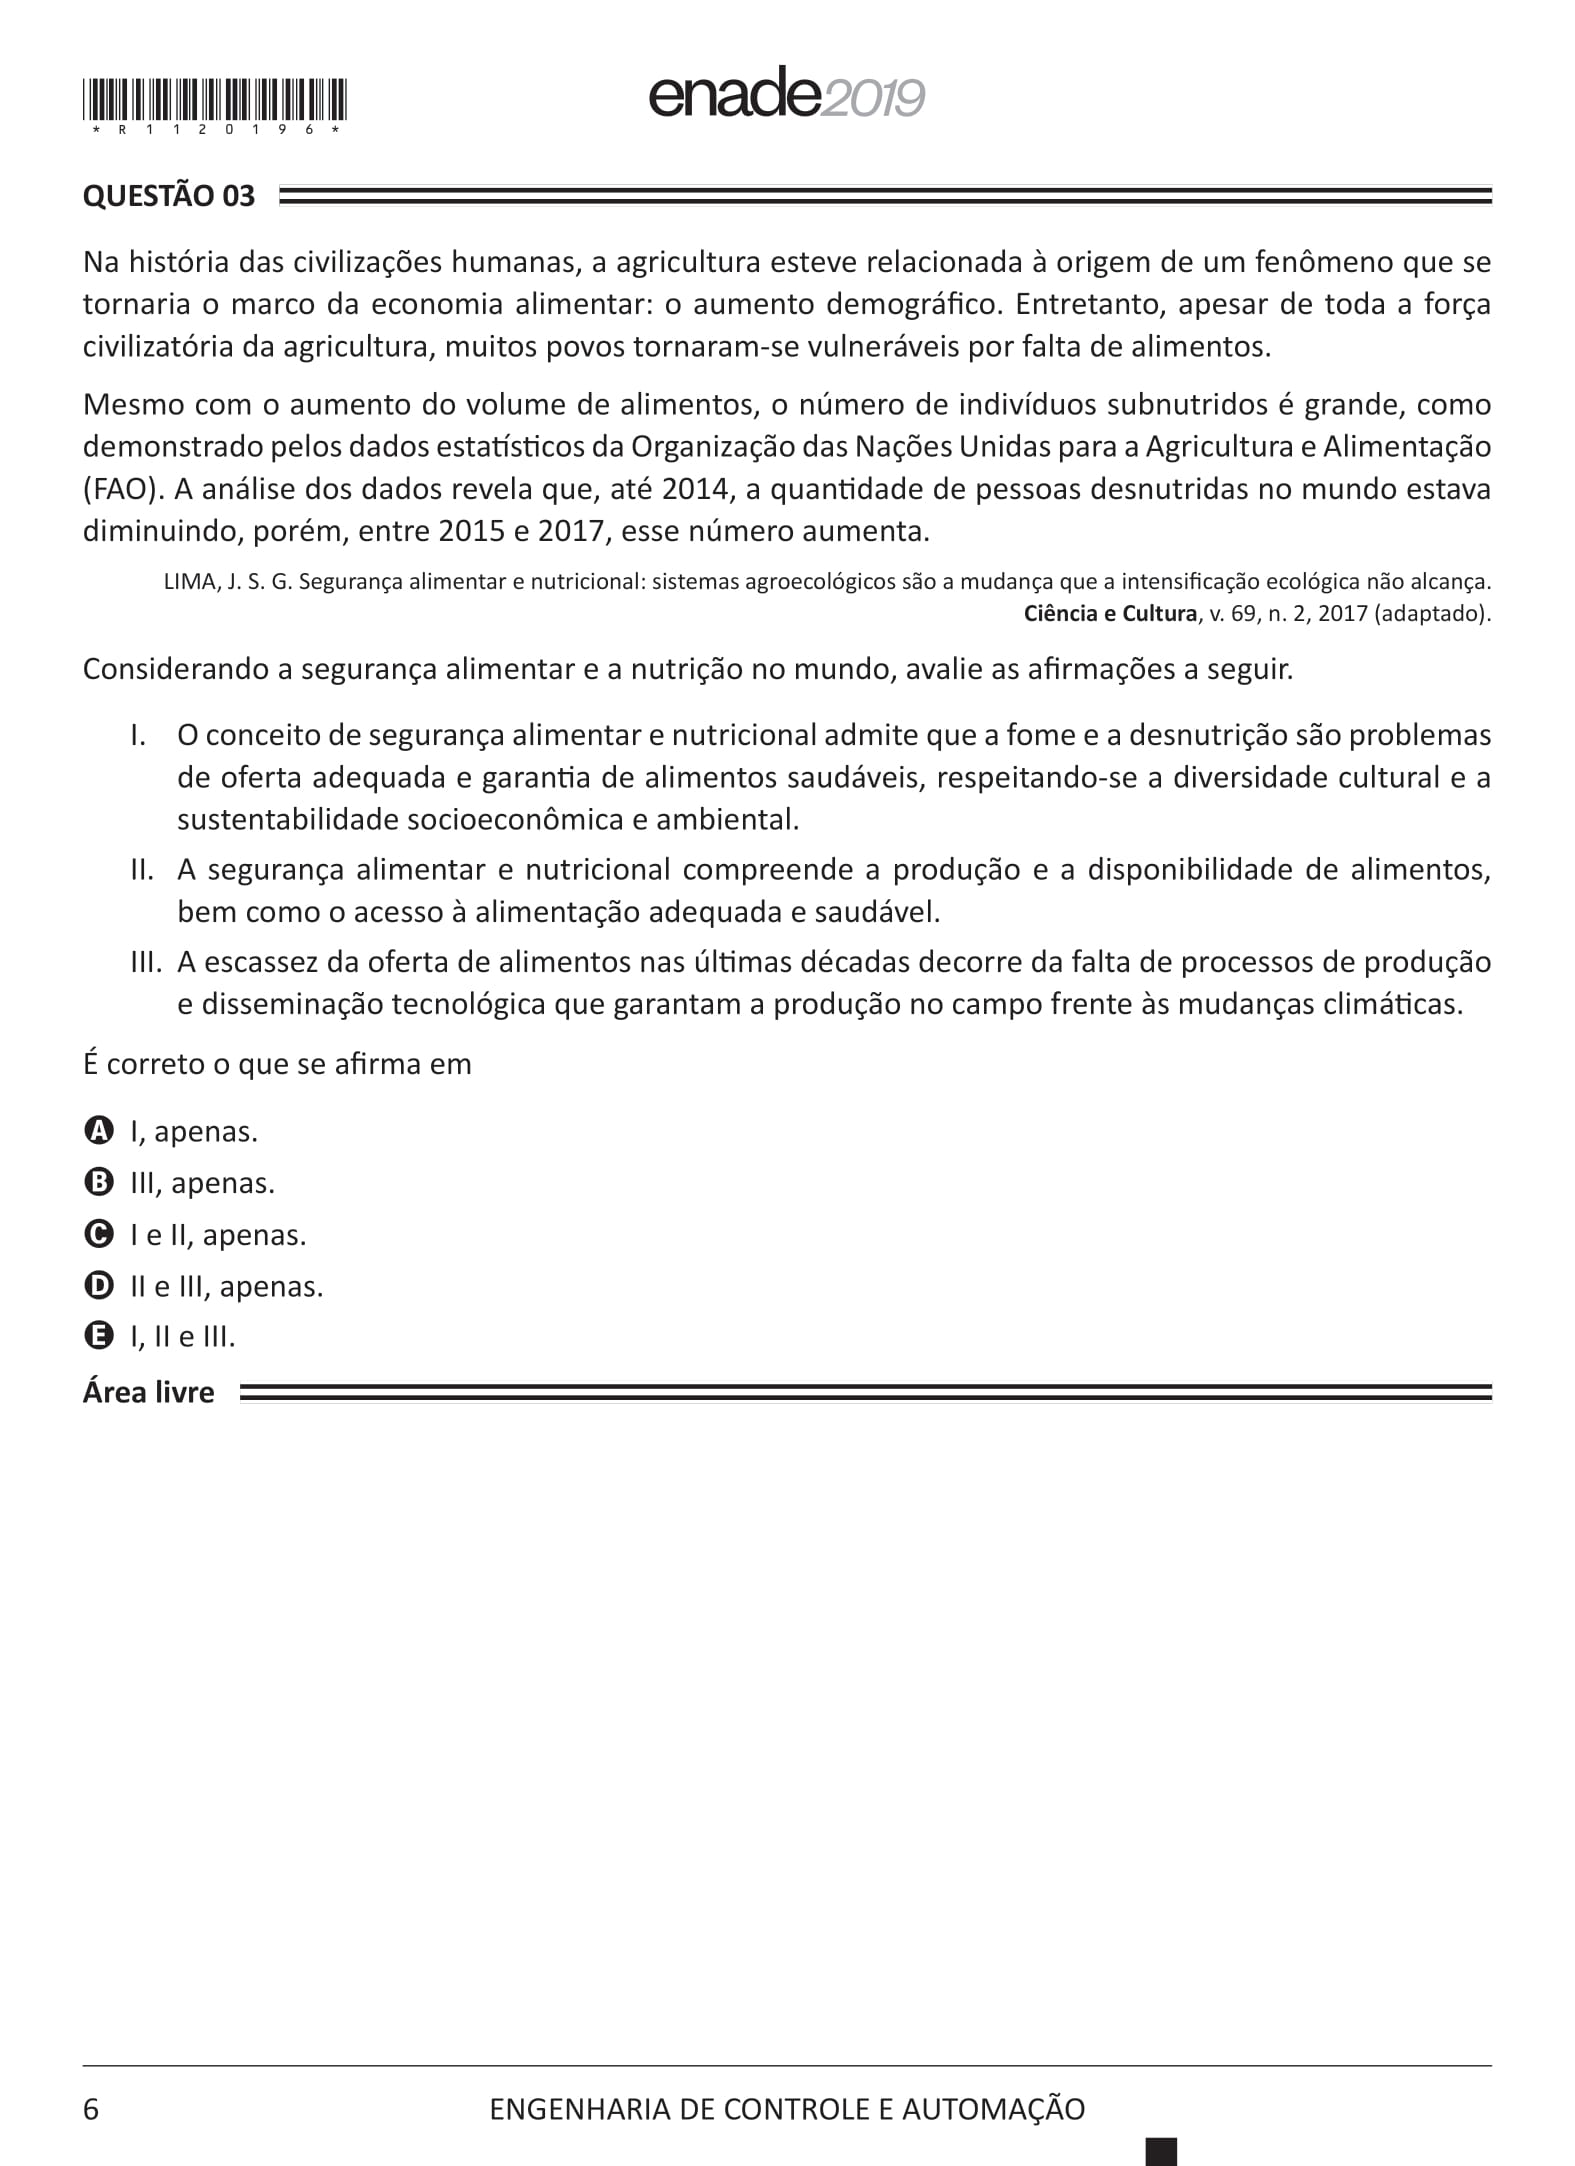 *R1120196*
enade2019
QUESTÃO 03
Na história das civilizações humanas, a agricultura esteve relacionada à origem de um fenômeno que se
tornaria o marco da economia alimentar: o aumento demográfico. Entretanto, apesar de toda a força
civilizatória da agricultura, muitos povos tornaram-se vulneráveis por falta de alimentos.
Mesmo com o aumento do volume de alimentos, o número de indivíduos subnutridos é grande, como
demonstrado pelos dados estatísticos da Organização das Nações Unidas para a Agricultura e Alimentação
(FAO). A análise dos dados revela que, até 2014, a quantidade de pessoas desnutridas no mundo estava
diminuindo, porém, entre 2015 e 2017, esse número aumenta.
LIMA, J. S. G. Segurança alimentar e nutricional: sistemas agroecológicos são a mudança que a intensificação ecológica não alcança.
Ciência e Cultura, v. 69, n. 2, 2017 (adaptado).
Considerando a segurança alimentar e a nutrição no mundo, avalie as afirmações a seguir.
I. O conceito de segurança alimentar e nutricional admite que a fome e a desnutrição são problemas
de oferta adequada e garantia de alimentos saudáveis, respeitando-se a diversidade cultural e a
sustentabilidade socioeconômica e ambiental.
II. A segurança alimentar e nutricional compreende a produção e a disponibilidade de alimentos,
bem como o acesso à alimentação adequada e saudável.
III. A escassez da oferta de alimentos nas últimas décadas decorre da falta de processos de produção
e disseminação tecnológica que garantam a produção no campo frente às mudanças climáticas.
É correto o que se afirma em
A I, apenas.
B III, apenas.
C I e II, apenas.
D II e III, apenas.
E I, II e III.
Área livre
6
ENGENHARIA DE CONTROLE E AUTOMAÇÃO